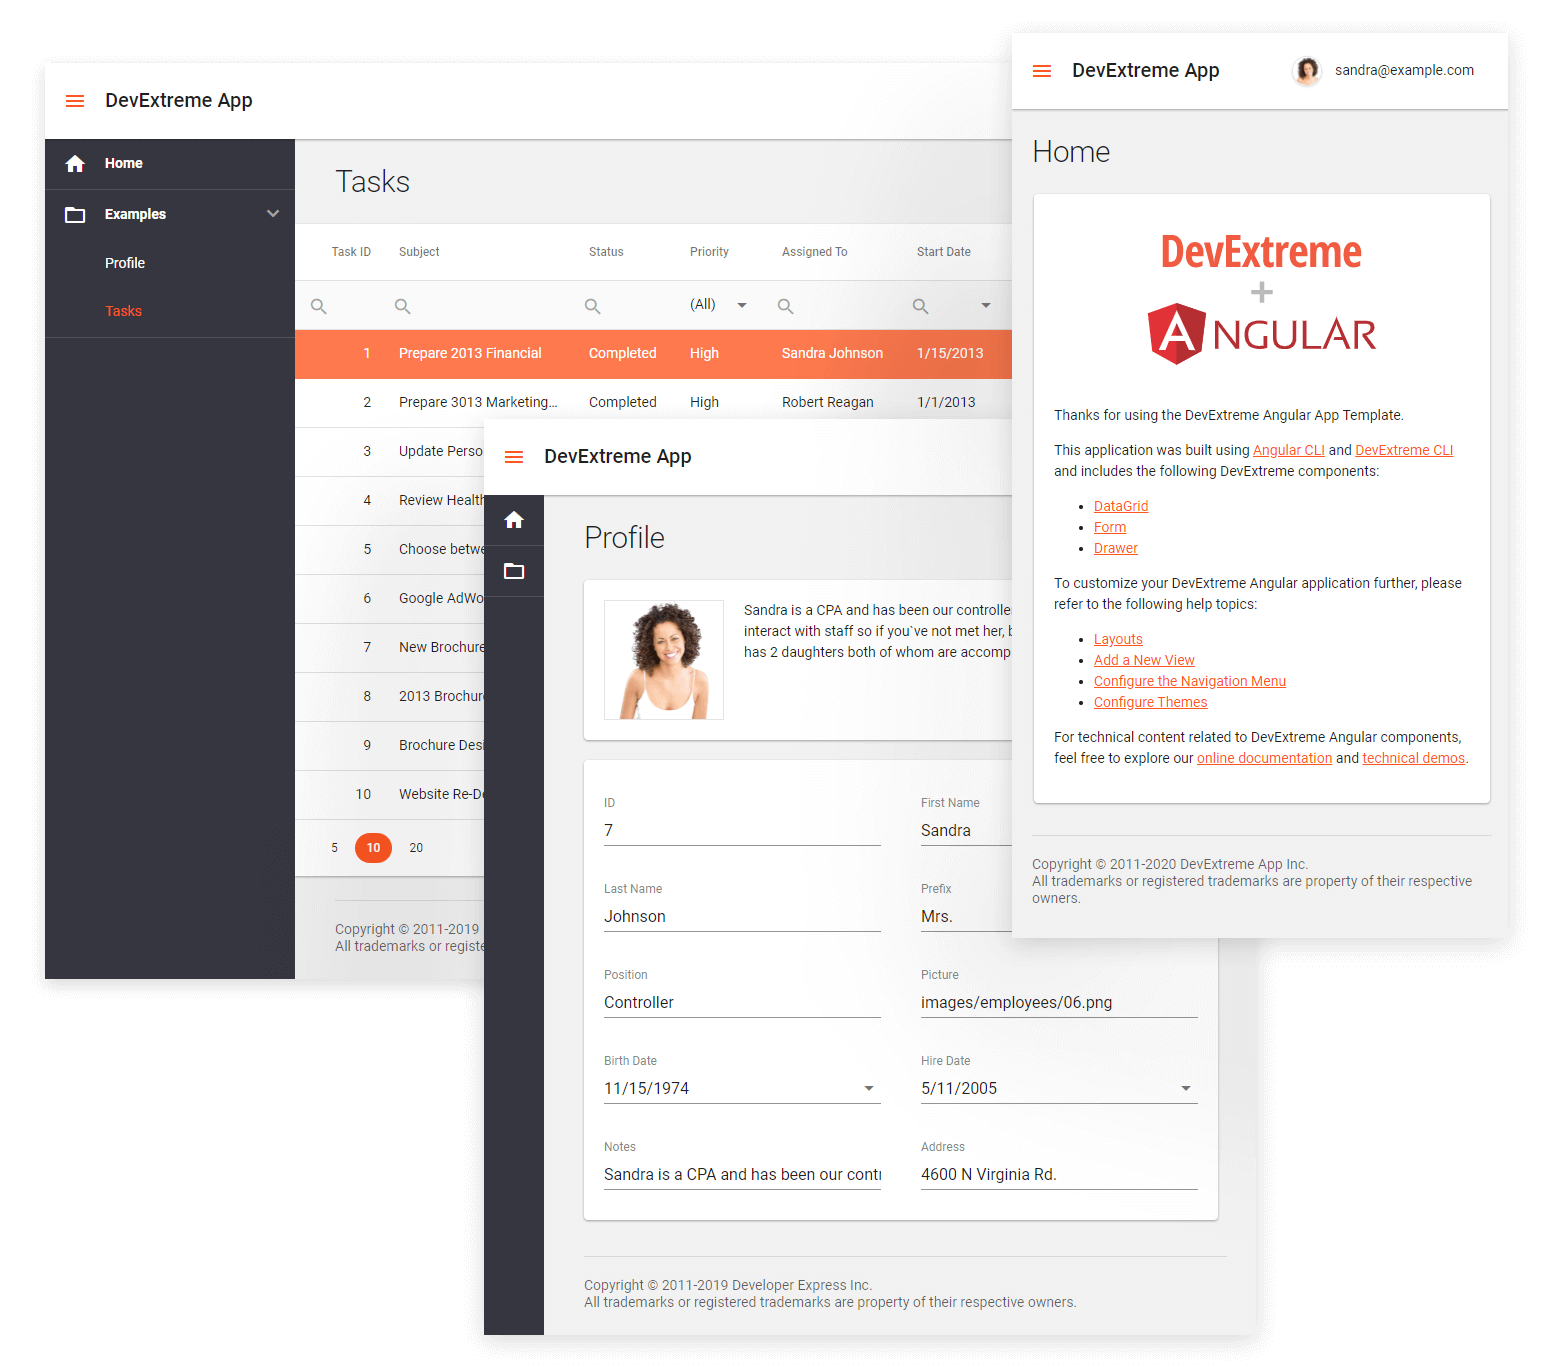 DevExtreme App
Home
Examples
Profile
Tasks
Tasks
Task ID Subject Status Priority Assigned To Start Date
(All)
1 Prepare 2013 Financial Completed High Sandra Johnson 1/15/2013
2 Prepare 3013 Marketing... Completed High Robert Reagan 1/1/2013
3 Update Perso
4 Review Health
5 Choose betwe
6 Google AdWo
7 New Brochure
8 2013 Brochure
9 Brochure Desi
10 Website Re-De
5 10 20
Copyright © 2011-2019
All trademarks or registe
DevExtreme App
Profile
Sandra is a CPA and has been our controlle
interact with staff so if you`ve not met her, b
has 2 daughters both of whom are accomp
ID First Name
7 Sandra
Last Name Prefix
Johnson Mrs.
Position Picture
Controller images/employees/06.png
Birth Date Hire Date
11/15/1974 5/11/2005
Notes Address
Sandra is a CPA and has been our contr 4600 N Virginia Rd.
Copyright © 2011-2019 Developer Express Inc.
All trademarks or registered trademarks are property of their respective owners.
DevExtreme App sandra@example.com
Home
DevExtreme
+
ANGULAR
Thanks for using the DevExtreme Angular App Template.
This application was built using Angular CLI and DevExtreme CLI
and includes the following DevExtreme components:
• DataGrid
• Form
• Drawer
To customize your DevExtreme Angular application further, please
refer to the following help topics:
• Layouts
• Add a New View
• Configure the Navigation Menu
• Configure Themes
For technical content related to DevExtreme Angular components,
feel free to explore our online documentation and technical demos.
Copyright © 2011-2020 DevExtreme App Inc.
All trademarks or registered trademarks are property of their respective
owners.